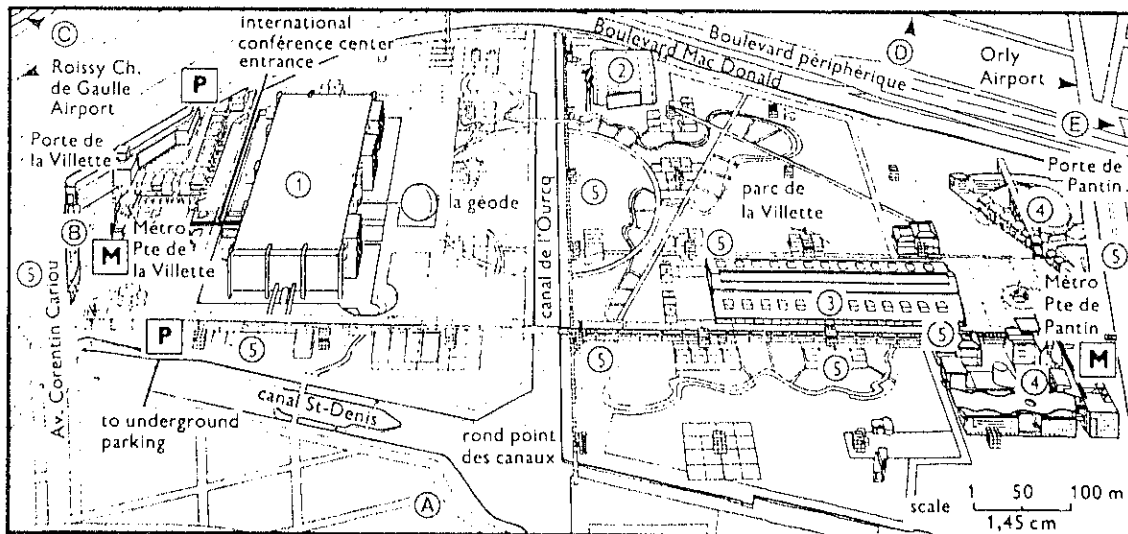 international
conférence center
entrance
C
Roissy Ch.
de Gaulle
Airport
P
Porte de
la Villette
B
M
Métro
Pte de
la Villette
5
Av. Corentin Cariou
P
to underground
parking
1
5
canal St-Denis
A
la géode
canal de l'Ourcq
rond point
des canaux
2
Boulevard Mac Donald
Boulevard périphérique
D
Orly
Airport
E
Porte de
Pantin
4
5
5
parc de
la Villette
5
3
5
Métro
Pte de
Pantin
M
4
5
5
scale
1 50 100 m
1,45 cm